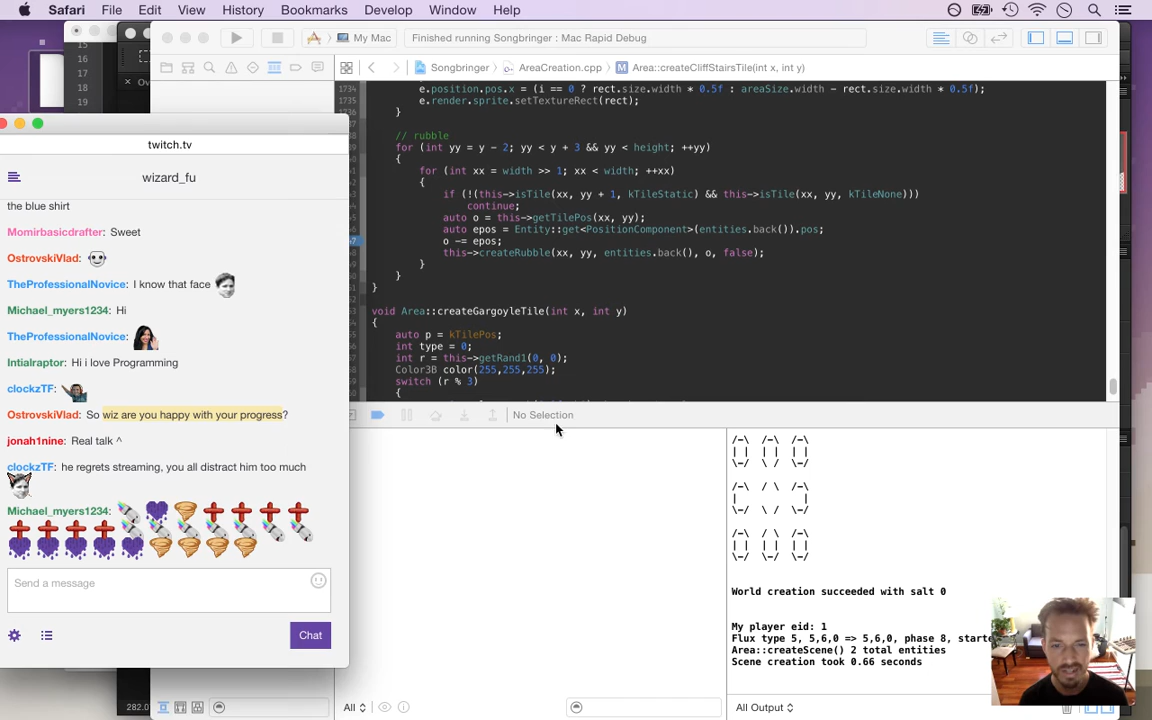 Safari File Edit View History Bookmarks Develop Window Help
My Mac
Finished running Songbringer : Mac Rapid Debug
Songbringer
AreaCreation.cpp
Area::createCliffStairsTile(int x, int y)
15
16
17
18
19
1734 e.position.pos.x = (i == 0 ? rect.size.width * 0.5f : areaSize.width - rect.size.width * 0.5f);
1735 e.render.sprite.setTextureRect(rect);
1736 }
// rubble
for (int yy = y - 2; yy < y + 3 && yy < height; ++yy)
{
for (int xx = width >> 1; xx < width; ++xx)
{
if (!(this->isTile(xx, yy + 1, kTileStatic) && this->isTile(xx, yy, kTileNone)))
continue;
auto o = this->getTilePos(xx, yy);
auto epos = Entity::get<PositionComponent>(entities.back()).pos;
o -= epos;
this->createRubble(xx, yy, entities.back(), o, false);
}
}
}
void Area::createGargoyleTile(int x, int y)
{
auto p = kTilePos;
int type = 0;
int r = this->getRand1(0, 0);
Color3B color(255,255,255);
switch (r % 3)
{
No Selection
twitch.tv
wizard_fu
the blue shirt
Momirbasicdrafter: Sweet
OstrovskiVlad:
TheProfessionalNovice: I know that face
Michael_myers1234: Hi
TheProfessionalNovice:
Intialraptor: Hi i love Programming
clockzTF:
OstrovskiVlad: So wiz are you happy with your progress?
jonah1nine: Real talk ^
clockzTF: he regrets streaming, you all distract him too much
Michael_myers1234:
Send a message
Chat
/-\ /-\ /-\
| | | | | |
\-/ \ / \-/
/-\ / \ /-\
| |
\-/ \ / \-/
/-\ / \ /-\
| | | | | |
\-/ \-/ \-/
World creation succeeded with salt 0
My player eid: 1
Flux type 5, 5,6,0 => 5,6,0, phase 8, starte
Area::createScene() 2 total entities
Scene creation took 0.66 seconds
282.0
All
All Output